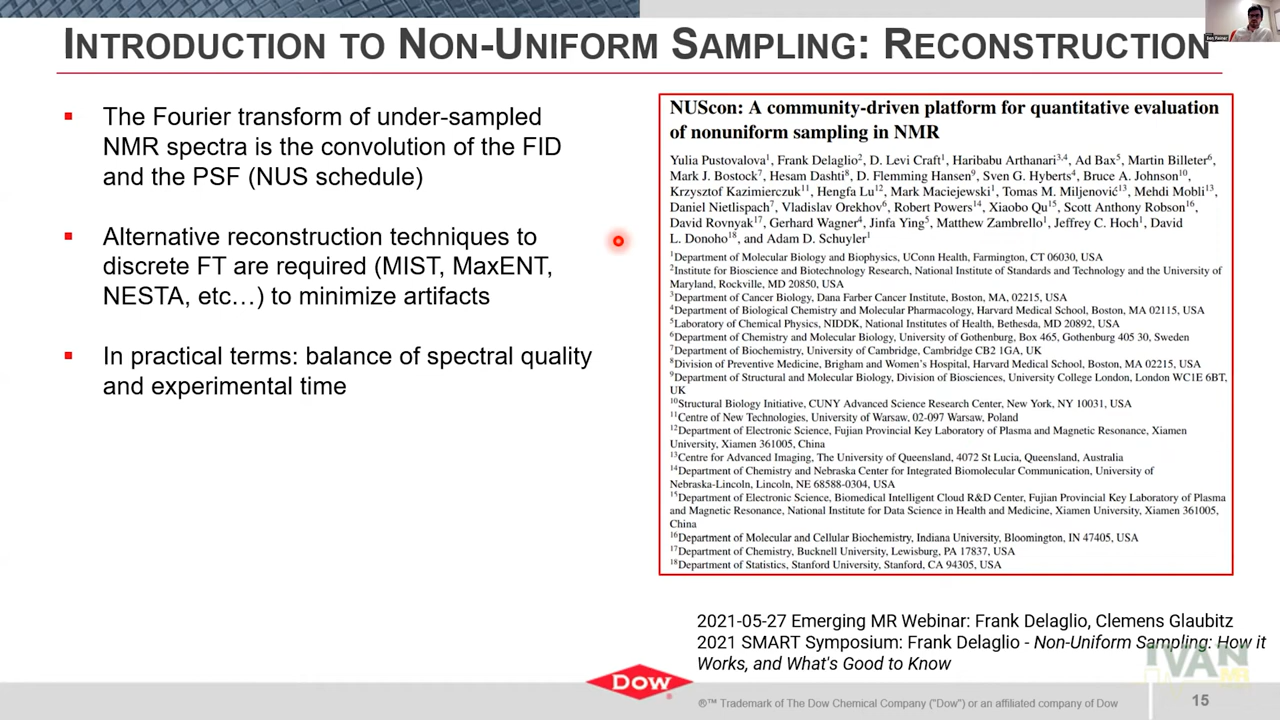 INTRODUCTION TO NON-UNIFORM SAMPLING: RECONSTRUCTION
▪ The Fourier transform of under-sampled
NMR spectra is the convolution of the FID
and the PSF (NUS schedule)
▪ Alternative reconstruction techniques to
discrete FT are required (MIST, MaxENT,
NESTA, etc…) to minimize artifacts
▪ In practical terms: balance of spectral quality
and experimental time
NUScon: A community-driven platform for quantitative evaluation
of nonuniform sampling in NMR
Yulia Pustovalova¹, Frank Delaglio², D. Levi Craft¹, Haribabu Arthanari³,⁴, Ad Bax⁵, Martin Billeter⁶,
Mark J. Bostock⁷, Hesam Dashti⁸, D. Flemming Hansen⁹, Sven G. Hyberts⁴, Bruce A. Johnson¹⁰,
Krzysztof Kazimierczuk¹¹, Hengfa Lu¹², Mark Maciejewski¹, Tomas M. Miljenović¹³, Mehdi Mobli¹³,
Daniel Nietlispach⁷, Vladislav Orekhov⁶, Robert Powers¹⁴, Xiaobo Qu¹⁵, Scott Anthony Robson¹⁶,
David Rovnyak¹⁷, Gerhard Wagner⁴, Jinfa Ying⁵, Matthew Zambrello¹, Jeffrey C. Hoch¹, David
L. Donoho¹⁸, and Adam D. Schuyler¹
¹Department of Molecular Biology and Biophysics, UConn Health, Farmington, CT 06030, USA
²Institute for Bioscience and Biotechnology Research, National Institute of Standards and Technology and the University of
Maryland, Rockville, MD 20850, USA
³Department of Cancer Biology, Dana Farber Cancer Institute, Boston, MA, 02215, USA
⁴Department of Biological Chemistry and Molecular Pharmacology, Harvard Medical School, Boston, MA 02115, USA
⁵Laboratory of Chemical Physics, NIDDK, National Institutes of Health, Bethesda, MD 20892, USA
⁶Department of Chemistry and Molecular Biology, University of Gothenburg, Box 465, Gothenburg 405 30, Sweden
⁷Department of Biochemistry, University of Cambridge, Cambridge CB2 1GA, UK
⁸Division of Preventive Medicine, Brigham and Women's Hospital, Harvard Medical School, Boston, MA 02215, USA
⁹Department of Structural and Molecular Biology, Division of Biosciences, University College London, London WC1E 6BT,
UK
¹⁰Structural Biology Initiative, CUNY Advanced Science Research Center, New York, NY 10031, USA
¹¹Centre of New Technologies, University of Warsaw, 02-097 Warsaw, Poland
¹²Department of Electronic Science, Fujian Provincial Key Laboratory of Plasma and Magnetic Resonance, Xiamen
University, Xiamen 361005, China
¹³Centre for Advanced Imaging, The University of Queensland, 4072 St Lucia, Queensland, Australia
¹⁴Department of Chemistry and Nebraska Center for Integrated Biomolecular Communication, University of
Nebraska-Lincoln, Lincoln, NE 68588-0304, USA
¹⁵Department of Electronic Science, Biomedical Intelligent Cloud R&D Center, Fujian Provincial Key Laboratory of Plasma
and Magnetic Resonance, National Institute for Data Science in Health and Medicine, Xiamen University, Xiamen 361005,
China
¹⁶Department of Molecular and Cellular Biochemistry, Indiana University, Bloomington, IN 47405, USA
¹⁷Department of Chemistry, Bucknell University, Lewisburg, PA 17837, USA
¹⁸Department of Statistics, Stanford University, Stanford, CA 94305, USA
2021-05-27 Emerging MR Webinar: Frank Delaglio, Clemens Glaubitz
2021 SMART Symposium: Frank Delaglio - Non-Uniform Sampling: How it
Works, and What's Good to Know
IVAN
MR
Dow
®™ Trademark of The Dow Chemical Company ("Dow") or an affiliated company of Dow
15